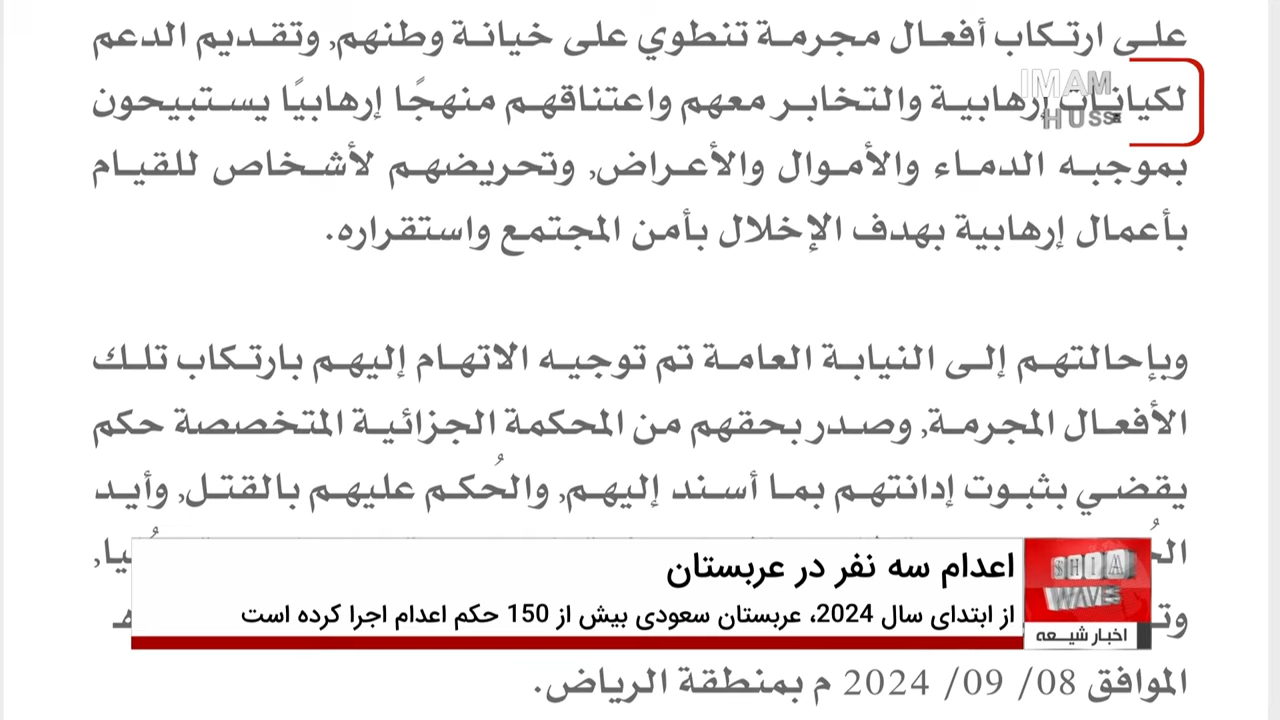 على ارتكاب أفعال مجرمة تنطوي على خيانة وطنهم, وتقديم الدعم
لكيانات إرهابية والتخابر معهم واعتناقهم منهجًا إرهابيًا يستبيحون
IMAM
HUSS
بموجبه الدماء والأموال والأعراض, وتحريضهم لأشخاص للقيام
بأعمال إرهابية بهدف الإخلال بأمن المجتمع واستقراره.
وبإحالتهم إلى النيابة العامة تم توجيه الاتهام إليهم بارتكاب تلك
الأفعال المجرمة, وصدر بحقهم من المحكمة الجزائية المتخصصة حكم
يقضي بثبوت إدانتهم بما أسند إليهم, والحُكم عليهم بالقتل, وأيد
اعدام سه نفر در عربستان
از ابتدای سال 2024، عربستان سعودی بیش از 150 حکم اعدام اجرا کرده است
SHIA
WAVES
اخبار شیعه
الموافق 08/ 09/ 2024 م بمنطقة الرياض.